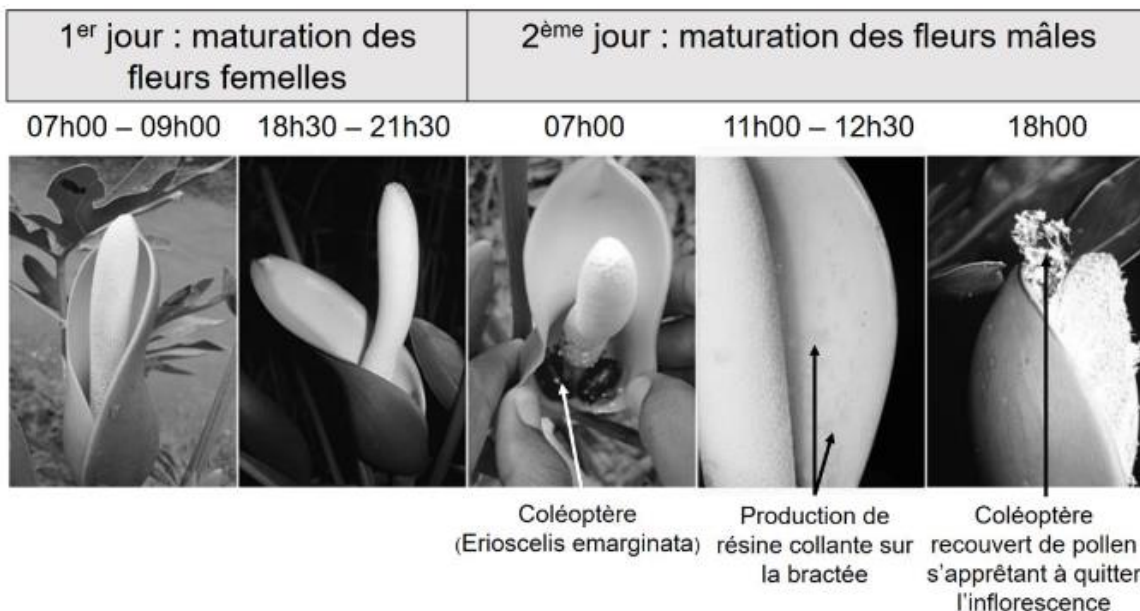 1er jour : maturation des
fleurs femelles
2ème jour : maturation des fleurs mâles
07h00 – 09h00
18h30 – 21h30
07h00
11h00 – 12h30
18h00
Coléoptère
(Erioscelis emarginata)
Production de
résine collante sur
la bractée
Coléoptère
recouvert de pollen
s'apprêtant à quitter
l'inflorescence